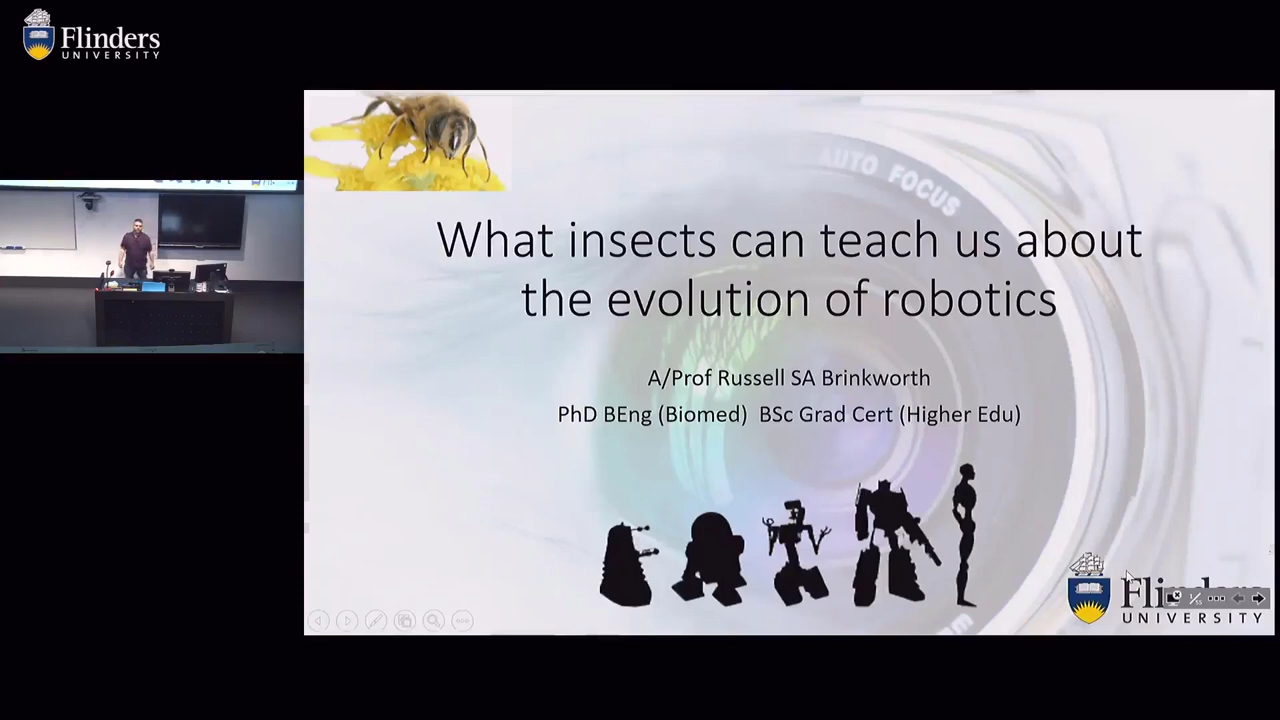 Flinders
UNIVERSITY
AUTO FOCUS
What insects can teach us about
the evolution of robotics
A/Prof Russell SA Brinkworth
PhD BEng (Biomed) BSc Grad Cert (Higher Edu)
UNIVERSITY